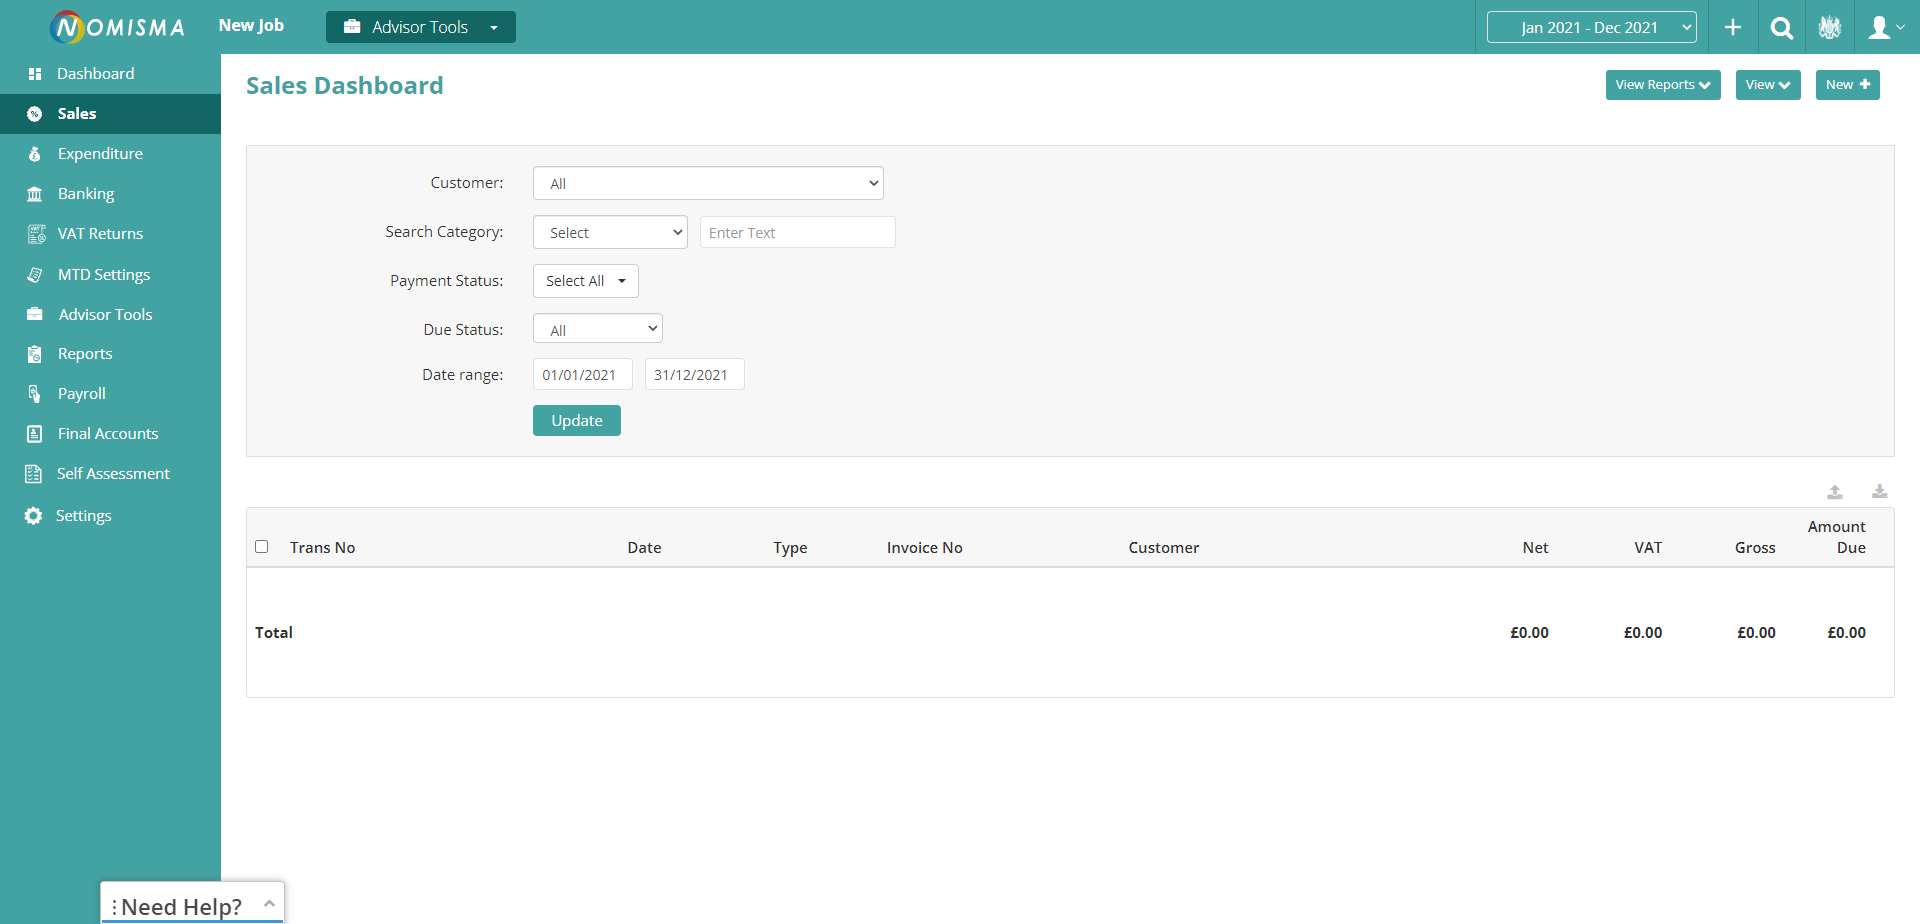 NOMISMA
New Job
Advisor Tools
Jan 2021 - Dec 2021
Dashboard
Sales
Expenditure
Banking
VAT Returns
MTD Settings
Advisor Tools
Reports
Payroll
Final Accounts
Self Assessment
Settings
Sales Dashboard
View Reports
View
New
Customer: All
Search Category: Select Enter Text
Payment Status: Select All
Due Status: All
Date range: 01/01/2021 31/12/2021
Update
Trans No Date Type Invoice No Customer Net VAT Gross Amount Due
Total £0.00 £0.00 £0.00 £0.00
Need Help?